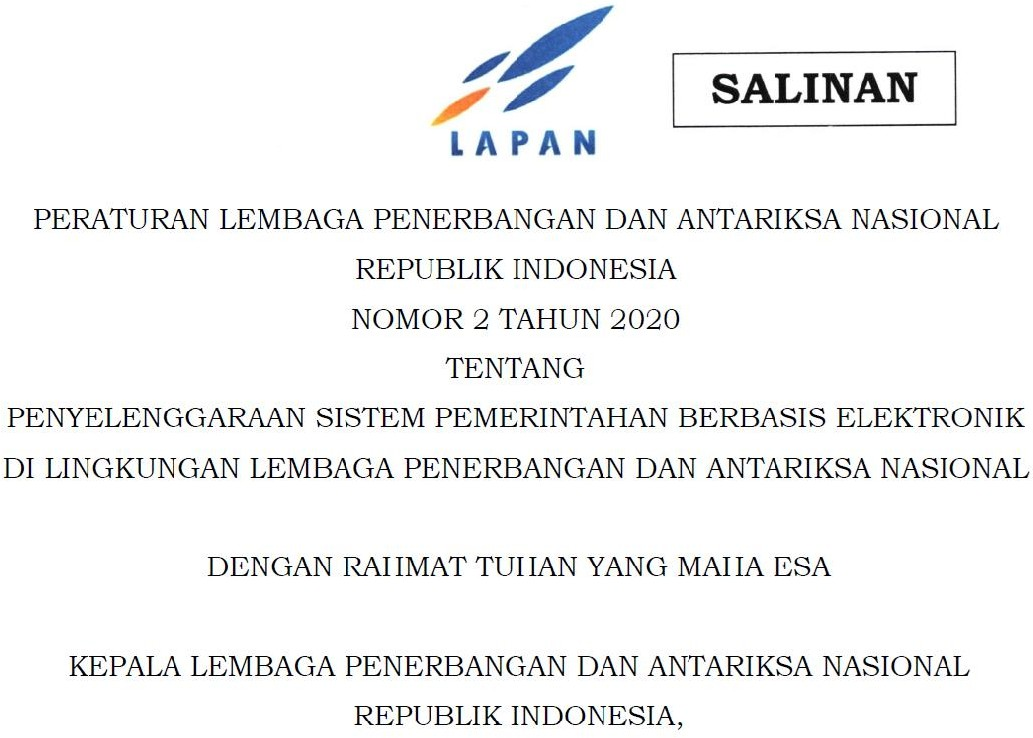 LAPAN
SALINAN
PERATURAN LEMBAGA PENERBANGAN DAN ANTARIKSA NASIONAL
REPUBLIK INDONESIA
NOMOR 2 TAHUN 2020
TENTANG
PENYELENGGARAAN SISTEM PEMERINTAHAN BERBASIS ELEKTRONIK
DI LINGKUNGAN LEMBAGA PENERBANGAN DAN ANTARIKSA NASIONAL
DENGAN RAHMAT TUHAN YANG MAHA ESA
KEPALA LEMBAGA PENERBANGAN DAN ANTARIKSA NASIONAL
REPUBLIK INDONESIA,